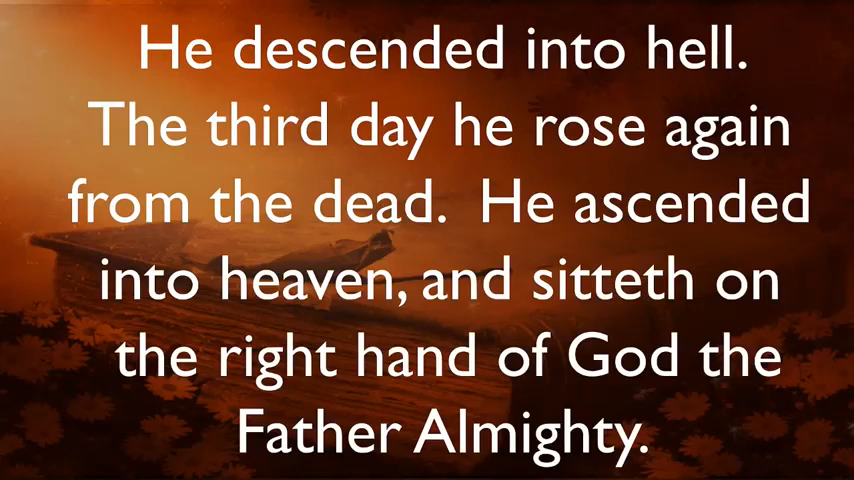 He descended into hell.
The third day he rose again
from the dead.  He ascended
into heaven, and sitteth on
the right hand of God the
Father Almighty.